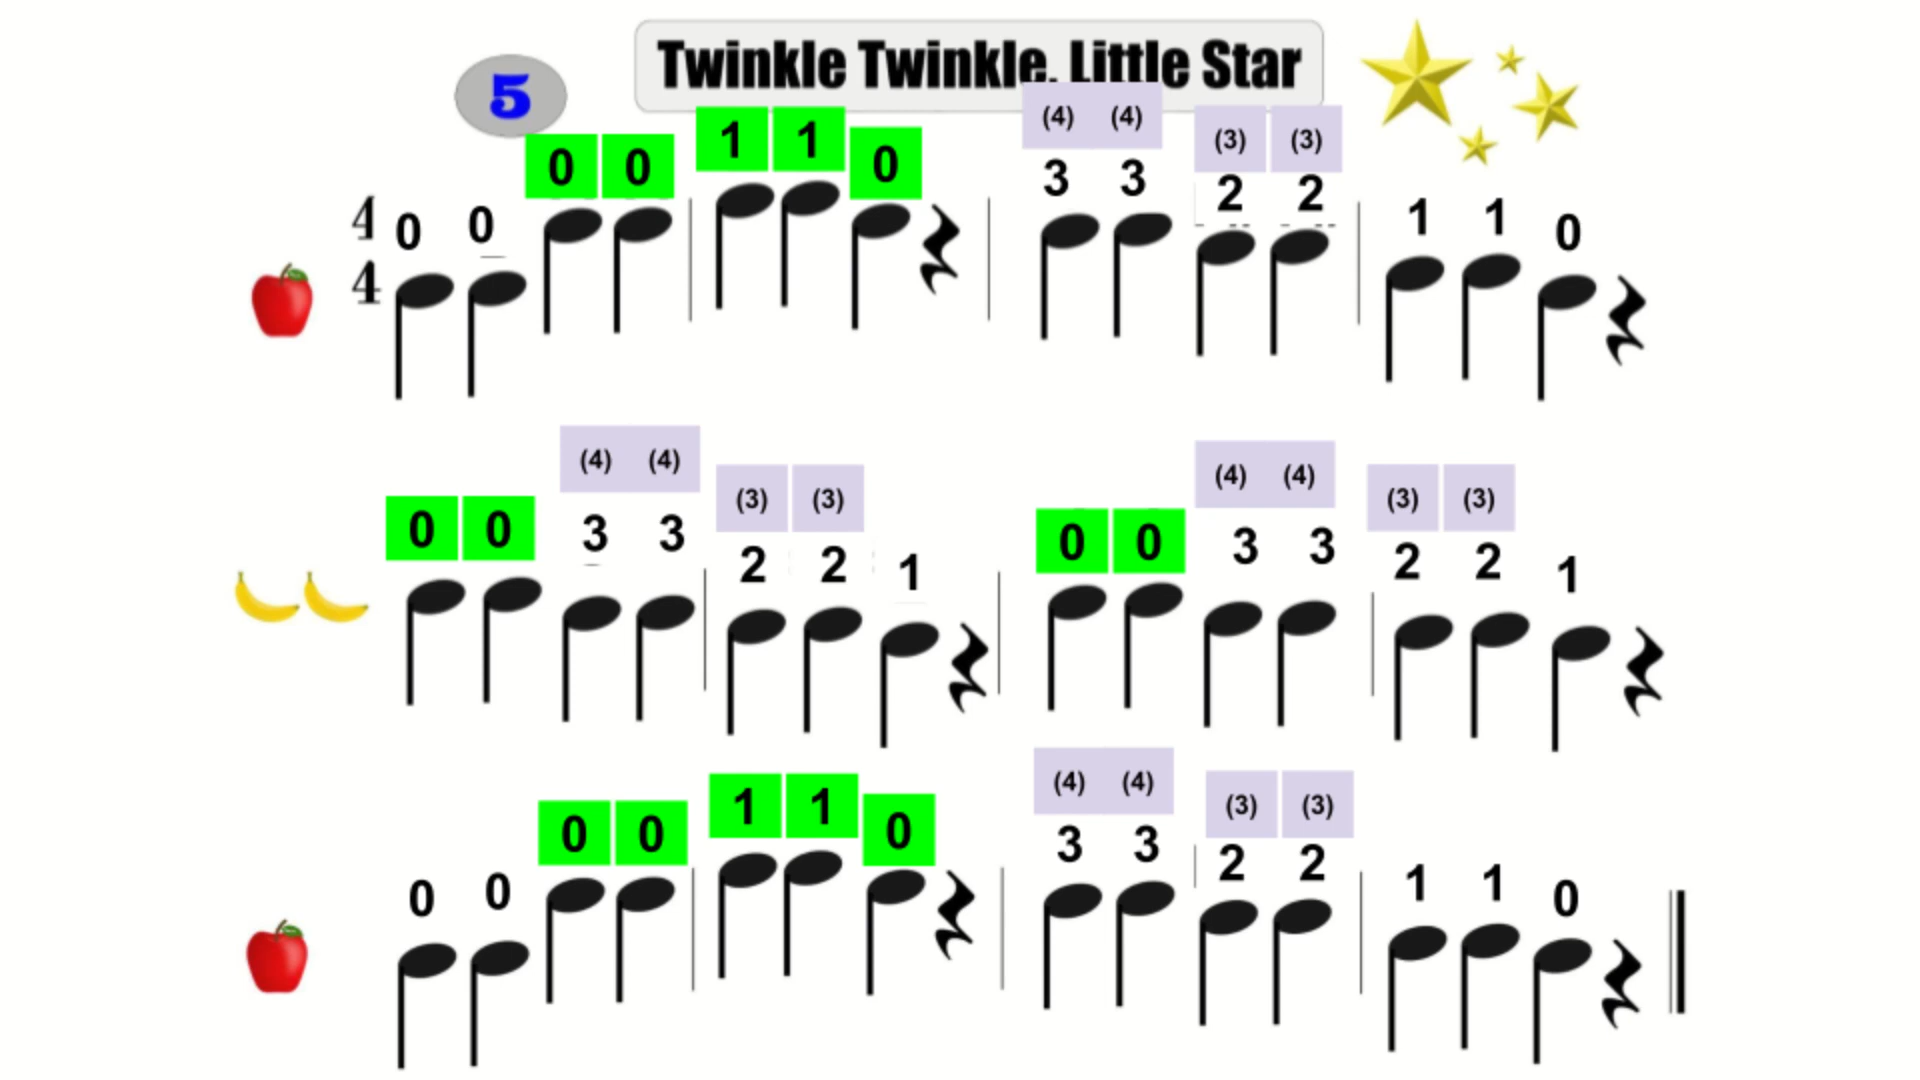 Twinkle Twinkle, Little Star
5
(4) (4) (3) (3)
4 4 0 0 0 0 1 1 0 3 3 2 2 1 1 0
(4) (4) (3) (3) (4) (4) (3) (3)
0 0 3 3 2 2 1 0 0 3 3 2 2 1
(4) (4) (3) (3)
0 0 0 0 1 1 0 3 3 2 2 1 1 0